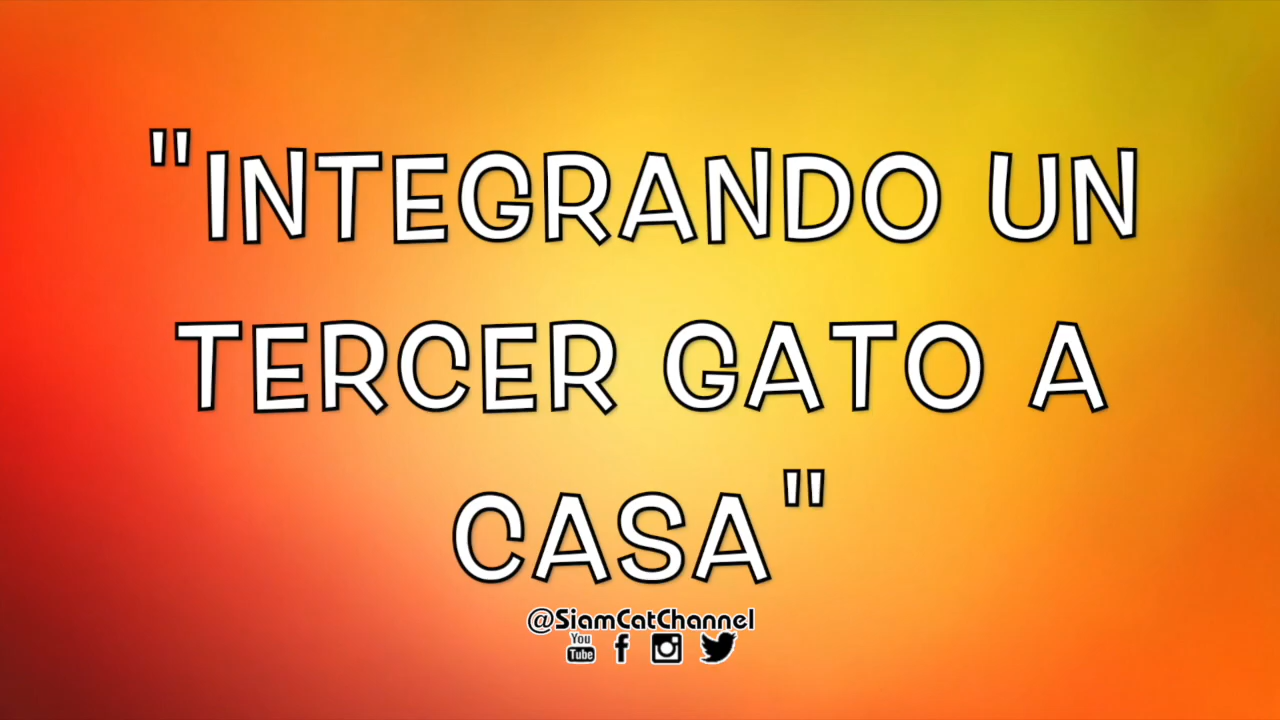 "INTEGRANDO UN
TERCER GATO A
CASA"
@SiamCatChannel
You
Tube